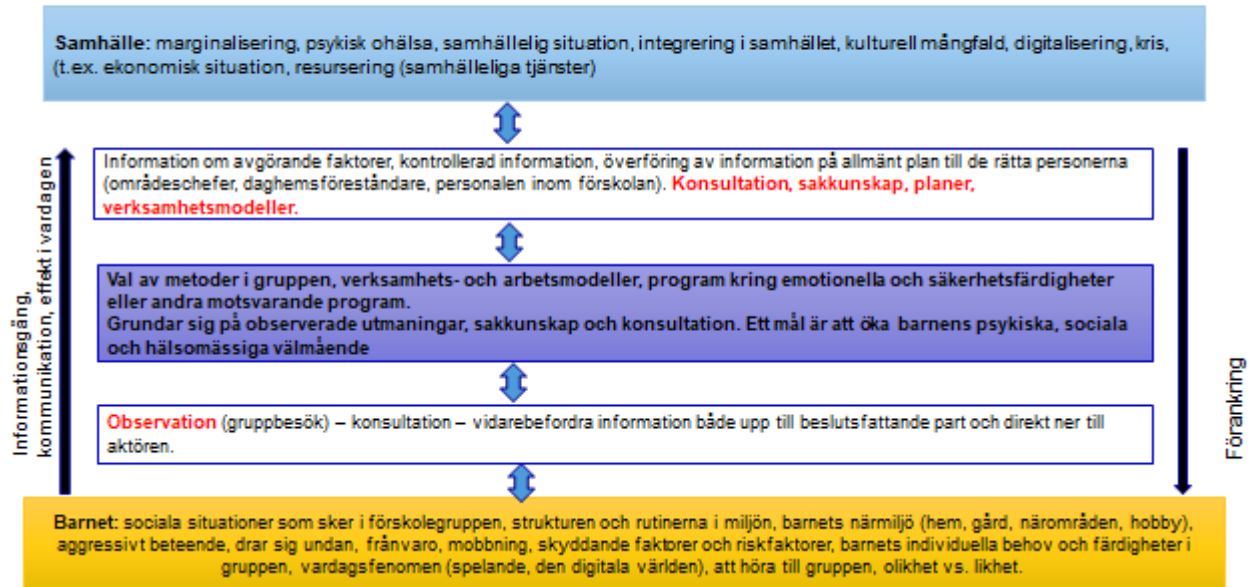 Samhälle: marginalisering, psykisk ohälsa, samhällelig situation, integrering i samhället, kulturell mångfald, digitalisering, kris,
(t.ex. ekonomisk situation, resursering (samhälleliga tjänster)
Information om avgörande faktorer, kontrollerad information, överföring av information på allmänt plan till de rätta personerna
(områdeschefer, daghemsföreståndare, personalen inom förskolan). Konsultation, sakkunskap, planer,
verksamhetsmodeller.
Val av metoder i gruppen, verksamhets- och arbetsmodeller, program kring emotionella och säkerhetsfärdigheter
eller andra motsvarande program.
Grundar sig på observerade utmaningar, sakkunskap och konsultation. Ett mål är att öka barnens psykiska, sociala
och hälsomässiga välmående
Observation (gruppbesök) – konsultation – vidarebefordra information både upp till beslutsfattande part och direkt ner till
aktören.
Barnet: sociala situationer som sker i förskolegruppen, strukturen och rutinerna i miljön, barnets närmiljö (hem, gård, närområden, hobby),
aggressivt beteende, drar sig undan, frånvaro, mobbning, skyddande faktorer och riskfaktorer, barnets individuella behov och färdigheter i
gruppen, vardagsfenomen (spelande, den digitala världen), att höra till gruppen, olikhet vs. likhet.
Informationsgång,
kommunikation, effekt i vardagen
Förankring